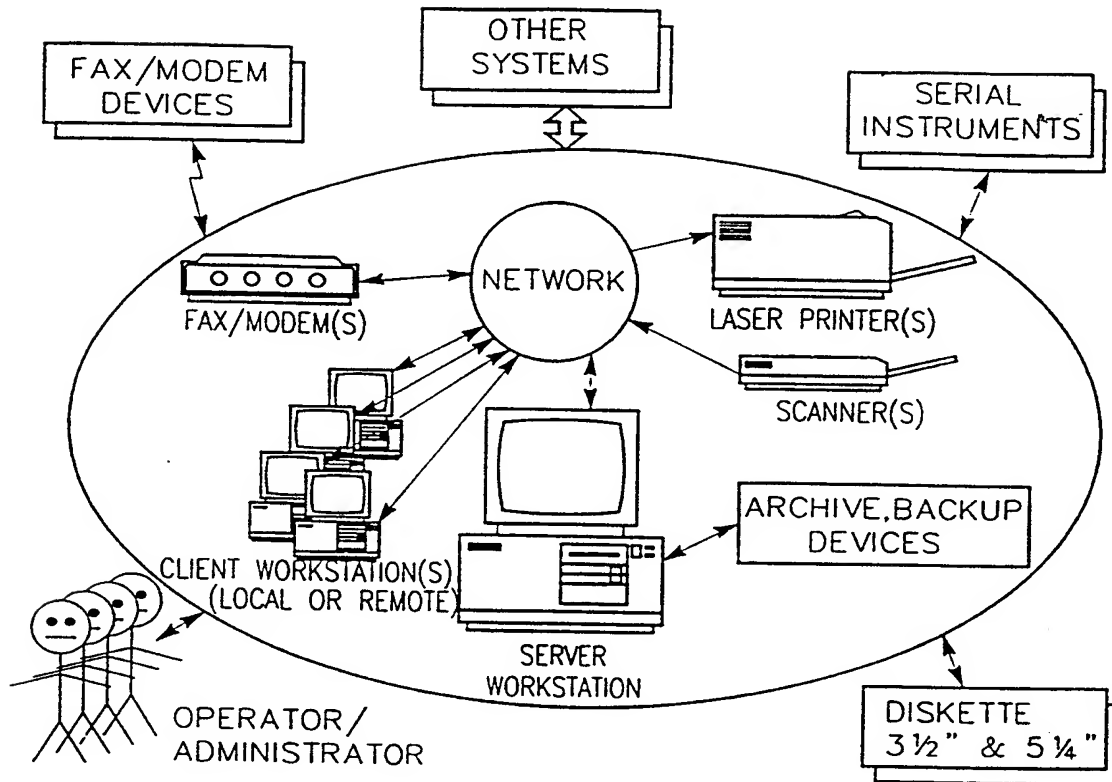 OTHER
SYSTEMS
FAX/MODEM
DEVICES
SERIAL
INSTRUMENTS
NETWORK
FAX/MODEM(S)
LASER PRINTER(S)
SCANNER(S)
ARCHIVE,BACKUP
DEVICES
CLIENT WORKSTATION(S)
(LOCAL OR REMOTE)
SERVER
WORKSTATION
OPERATOR/
ADMINISTRATOR
DISKETTE
3½" & 5¼"